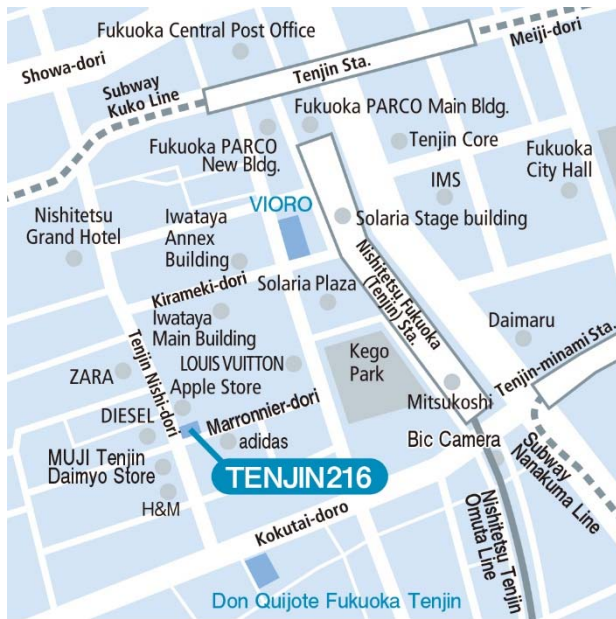 Fukuoka Central Post Office
Meiji-dori
Showa-dori
Tenjin Sta.
Subway
Kuko Line
Fukuoka PARCO Main Bldg.
Fukuoka PARCO
New Bldg.
Tenjin Core
Fukuoka
City Hall
IMS
VIORO
Nishitetsu
Grand Hotel
Iwataya
Annex
Building
Solaria Stage building
Nishitetsu Fukuoka
(Tenjin) Sta.
Kirameki-dori
Solaria Plaza
Iwataya
Main Building
Daimaru
Tenjin-minami Sta.
Tenjin Nishi-dori
Kego
Park
ZARA
LOUIS VUITTON
Apple Store
Mitsukoshi
DIESEL
Marronnier-dori
adidas
Bic Camera
MUJI Tenjin
Daimyo Store
TENJIN216
Subway
Nanakuma Line
H&M
Kokutai-doro
Nishitetsu Tenjin
Omuta Line
Don Quijote Fukuoka Tenjin